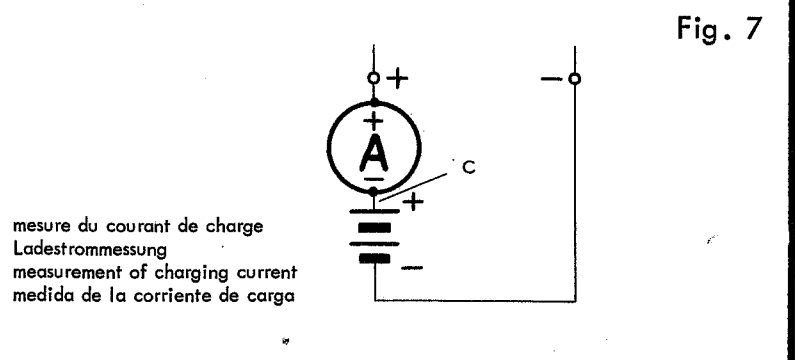 Fig. 7
+
−
+
A
−
C
+
−
mesure du courant de charge
Ladestrommessung
measurement of charging current
medida de la corriente de carga